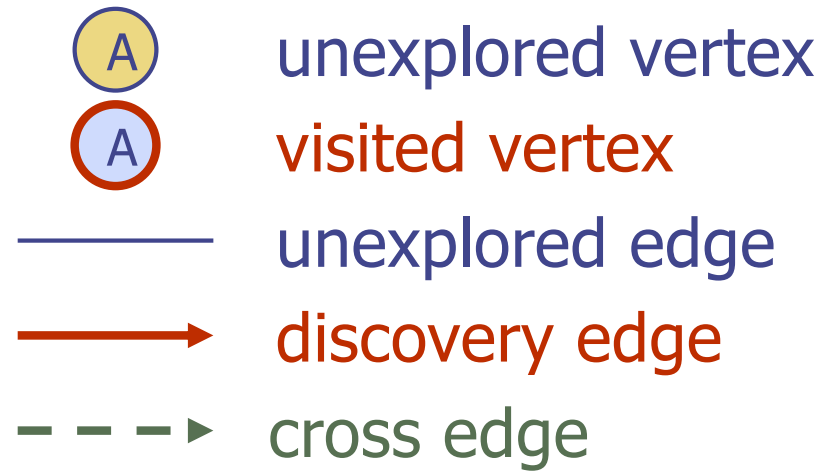 A unexplored vertex
A visited vertex
unexplored edge
discovery edge
cross edge